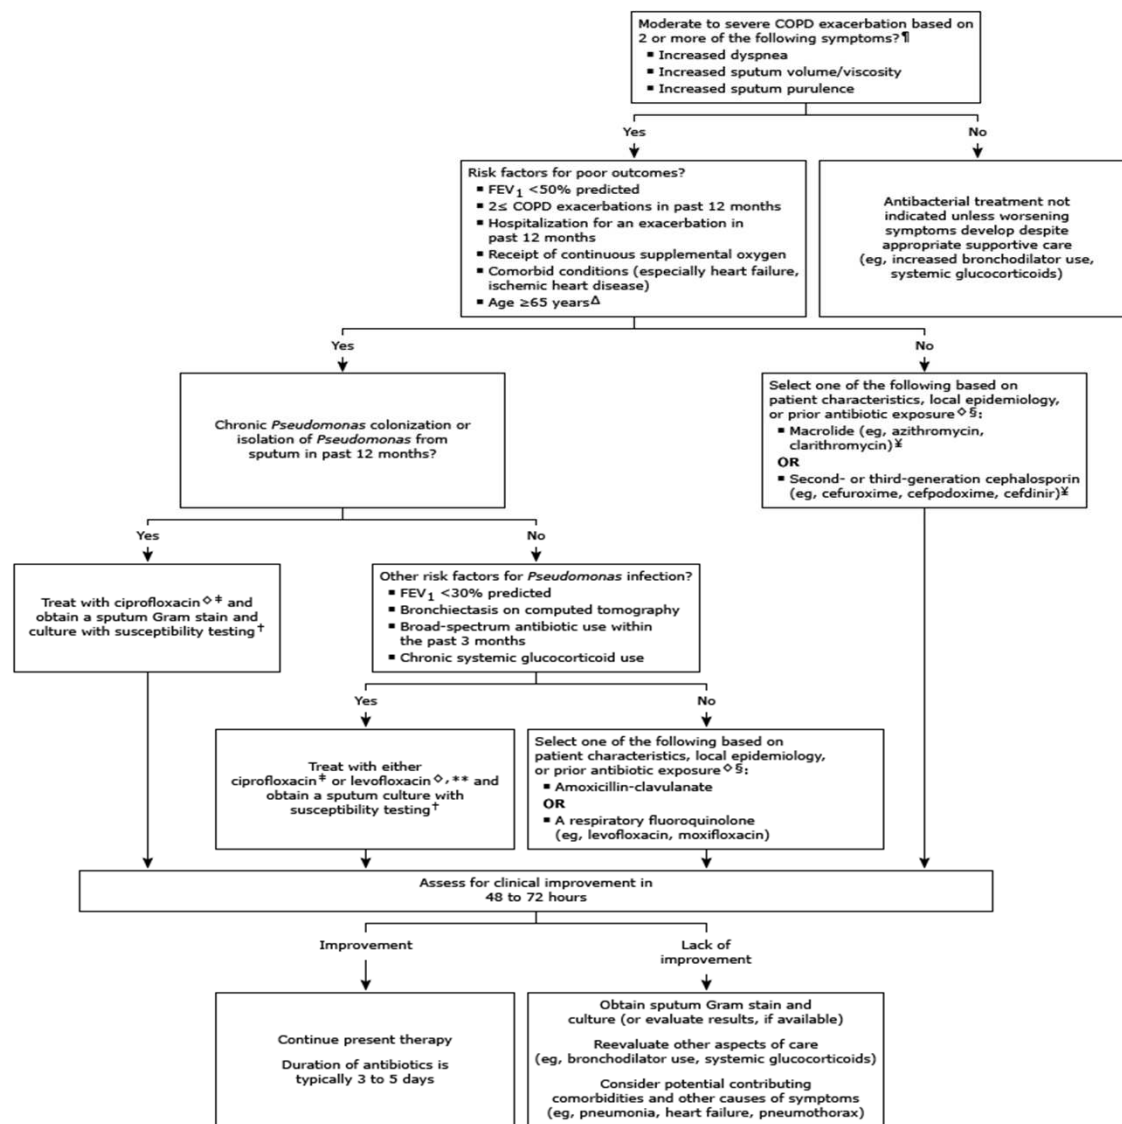 Moderate to severe COPD exacerbation based on
2 or more of the following symptoms?¶
▪ Increased dyspnea
▪ Increased sputum volume/viscosity
▪ Increased sputum purulence
Yes
No
Risk factors for poor outcomes?
▪ FEV1 <50% predicted
▪ 2≤ COPD exacerbations in past 12 months
▪ Hospitalization for an exacerbation in
past 12 months
▪ Receipt of continuous supplemental oxygen
▪ Comorbid conditions (especially heart failure,
ischemic heart disease)
▪ Age ≥65 yearsΔ
Antibacterial treatment not
indicated unless worsening
symptoms develop despite
appropriate supportive care
(eg, increased bronchodilator use,
systemic glucocorticoids)
Yes
No
Chronic Pseudomonas colonization or
isolation of Pseudomonas from
sputum in past 12 months?
Select one of the following based on
patient characteristics, local epidemiology,
or prior antibiotic exposure◇§:
▪ Macrolide (eg, azithromycin,
clarithromycin)¥
OR
▪ Second- or third-generation cephalosporin
(eg, cefuroxime, cefpodoxime, cefdinir)¥
Yes
No
Treat with ciprofloxacin◇‡ and
obtain a sputum Gram stain and
culture with susceptibility testing†
Other risk factors for Pseudomonas infection?
▪ FEV1 <30% predicted
▪ Bronchiectasis on computed tomography
▪ Broad-spectrum antibiotic use within
the past 3 months
▪ Chronic systemic glucocorticoid use
Yes
No
Treat with either
ciprofloxacin‡ or levofloxacin◇,** and
obtain a sputum culture with
susceptibility testing†
Select one of the following based on
patient characteristics, local epidemiology,
or prior antibiotic exposure◇§:
▪ Amoxicillin-clavulanate
OR
▪ A respiratory fluoroquinolone
(eg, levofloxacin, moxifloxacin)
Assess for clinical improvement in
48 to 72 hours
Improvement
Lack of
improvement
Continue present therapy
Duration of antibiotics is
typically 3 to 5 days
Obtain sputum Gram stain and
culture (or evaluate results, if available)
Reevaluate other aspects of care
(eg, bronchodilator use, systemic glucocorticoids)
Consider potential contributing
comorbidities and other causes of symptoms
(eg, pneumonia, heart failure, pneumothorax)